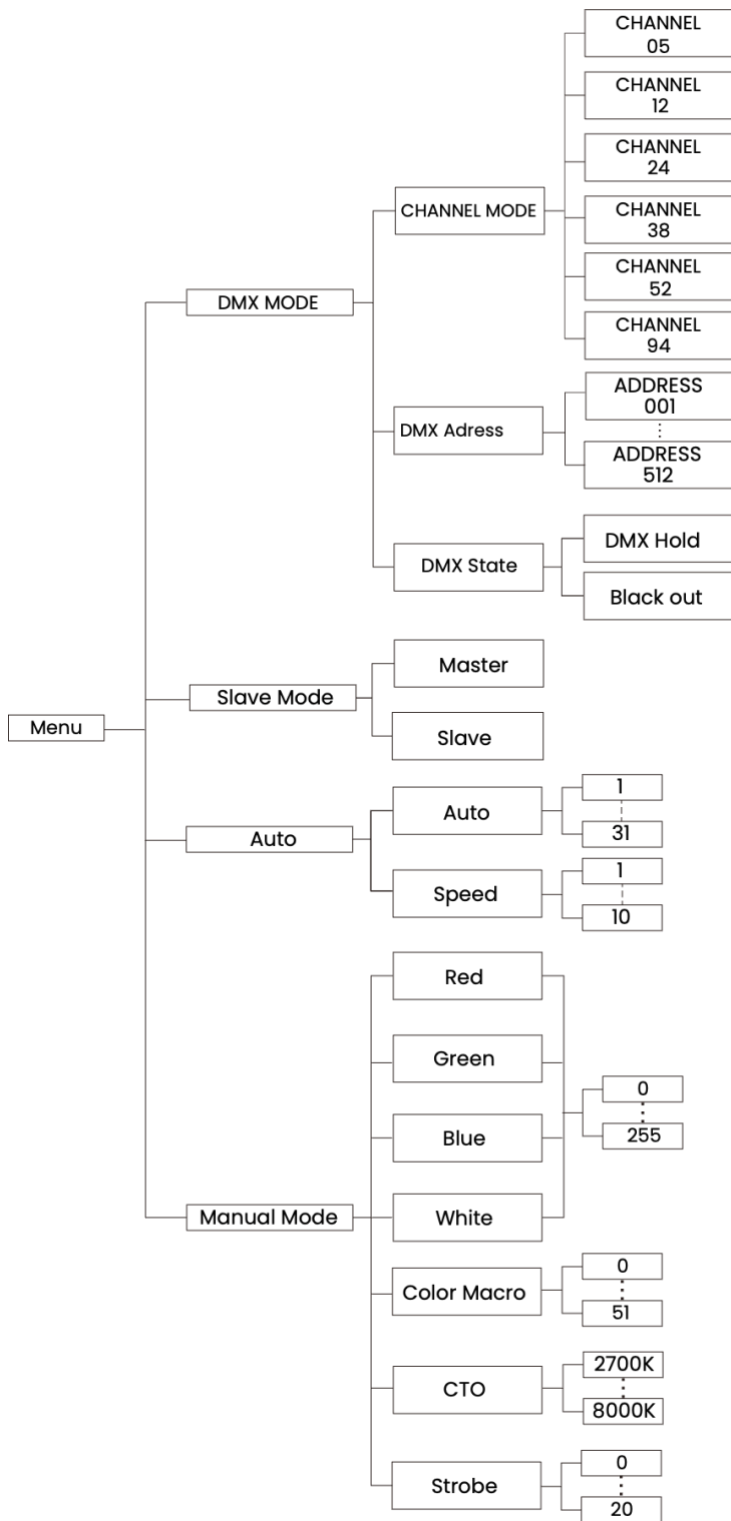 Menu
DMX MODE
CHANNEL MODE
CHANNEL
05
CHANNEL
12
CHANNEL
24
CHANNEL
38
CHANNEL
52
CHANNEL
94
DMX Adress
ADDRESS
001
ADDRESS
512
DMX State
DMX Hold
Black out
Slave Mode
Master
Slave
Auto
Auto
1
31
Speed
1
10
Manual Mode
Red
Green
Blue
White
0
255
Color Macro
0
51
CTO
2700K
8000K
Strobe
0
20